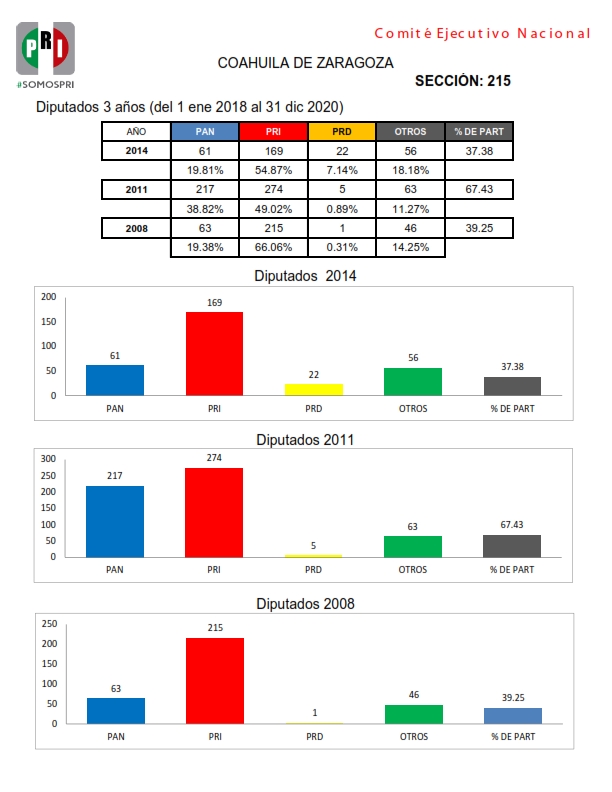 Comité Ejecutivo Nacional
PRI
#SOMOSPRI
COAHUILA DE ZARAGOZA
SECCIÓN: 215
Diputados 3 años (del 1 ene 2018 al 31 dic 2020)
AÑO PAN PRI PRD OTROS % DE PART
2014 61 169 22 56 37.38
19.81% 54.87% 7.14% 18.18%
2011 217 274 5 63 67.43
38.82% 49.02% 0.89% 11.27%
2008 63 215 1 46 39.25
19.38% 66.06% 0.31% 14.25%
Diputados 2014
200
150
100
50
0
61 169 22 56 37.38
PAN PRI PRD OTROS % DE PART
Diputados 2011
300
250
200
150
100
50
0
217 274 5 63 67.43
PAN PRI PRD OTROS % DE PART
Diputados 2008
250
200
150
100
50
0
63 215 1 46 39.25
PAN PRI PRD OTROS % DE PART